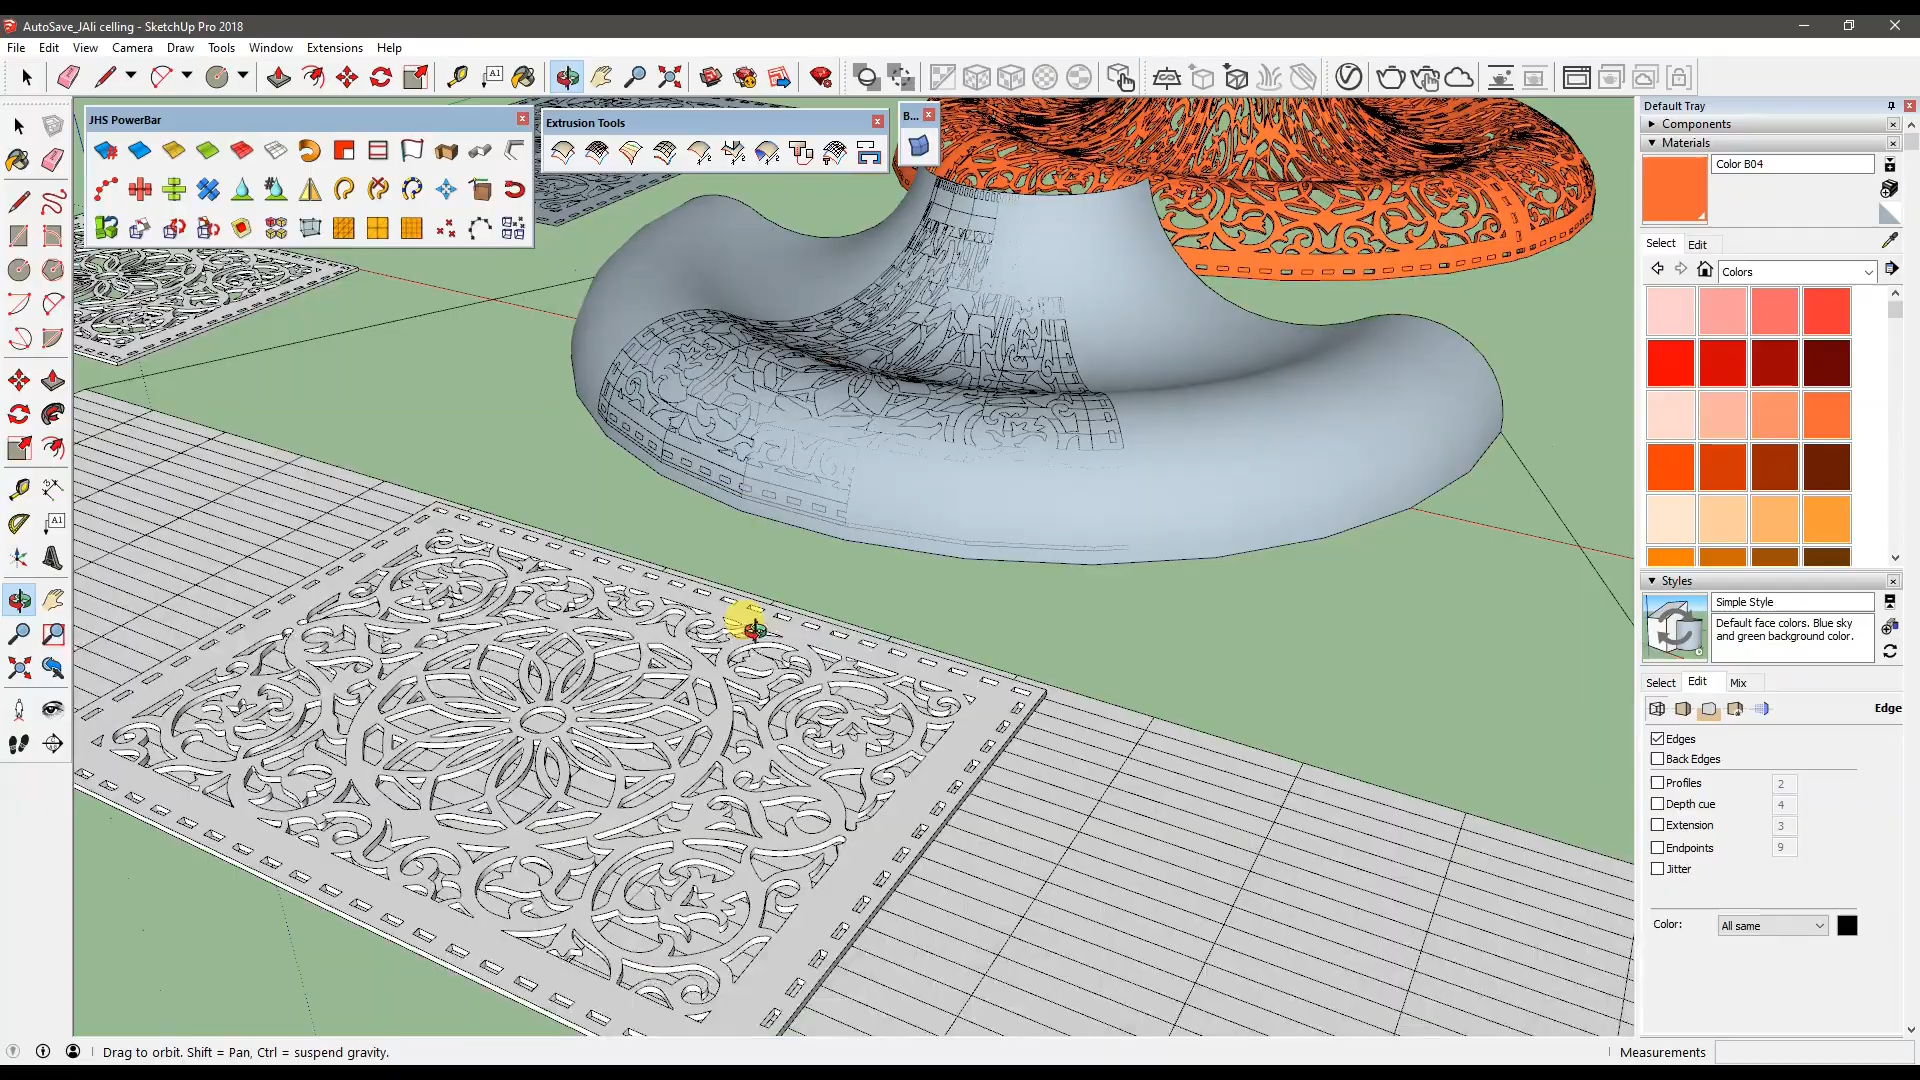 AutoSave_JAli celling - SketchUp Pro 2018
File Edit View Camera Draw Tools Window Extensions Help
A1
JHS PowerBar
Extrusion Tools
B...
A1
Default Tray
Components
Materials
Color B04
Select Edit
Colors
Styles
Simple Style
Default face colors. Blue sky
and green background color.
Select Edit Mix
Edge
Edges
Back Edges
Profiles 2
Depth cue 4
Extension 3
Endpoints 9
Jitter
Color: All same
Drag to orbit. Shift = Pan, Ctrl = suspend gravity.
Measurements